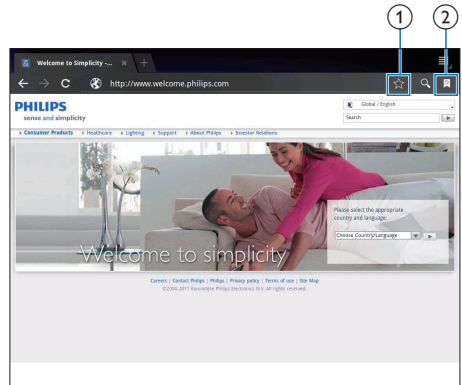 1 2
Welcome to Simplicity -...
http://www.welcome.philips.com
PHILIPS
sense and simplicity
Global / English
Search
Consumer Products Healthcare Lighting Support About Philips Investor Relations
Please select the appropriate
country and language:
Choose Country/Language
Welcome to simplicity
Careers | Contact Philips | Philips | Privacy policy | Terms of use | Site Map
©2004-2011 Koninklijke Philips Electronics N.V. All rights reserved.